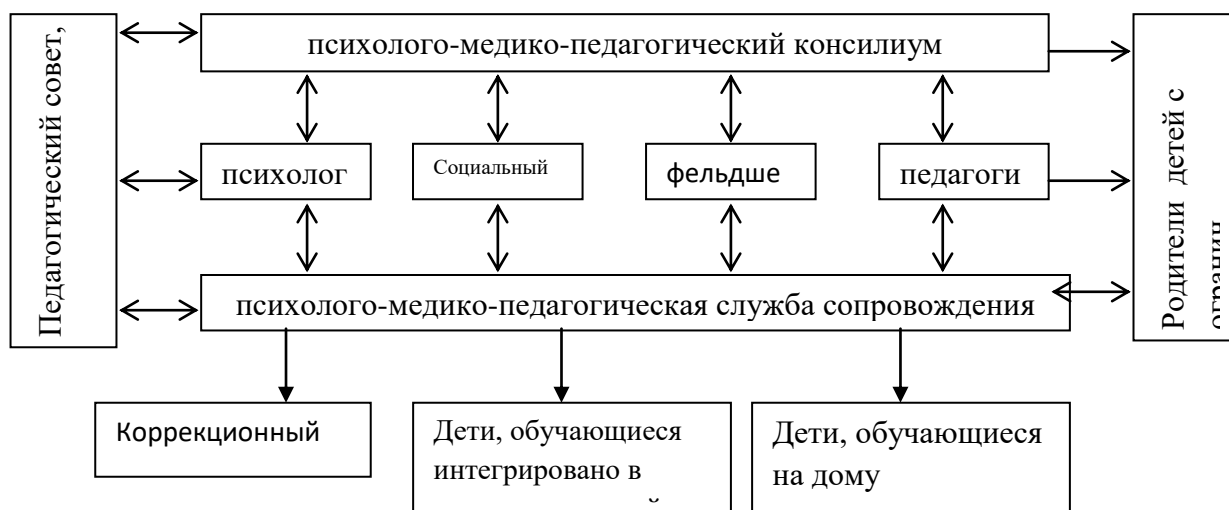 Педагогический совет,
психолого-медико-педагогический консилиум
психолог
Социальный
фельдше
педагоги
Родители детей с
огранич
психолого-медико-педагогическая служба сопровождения
Коррекционный
Дети, обучающиеся
интегрировано в
Дети, обучающиеся
на дому